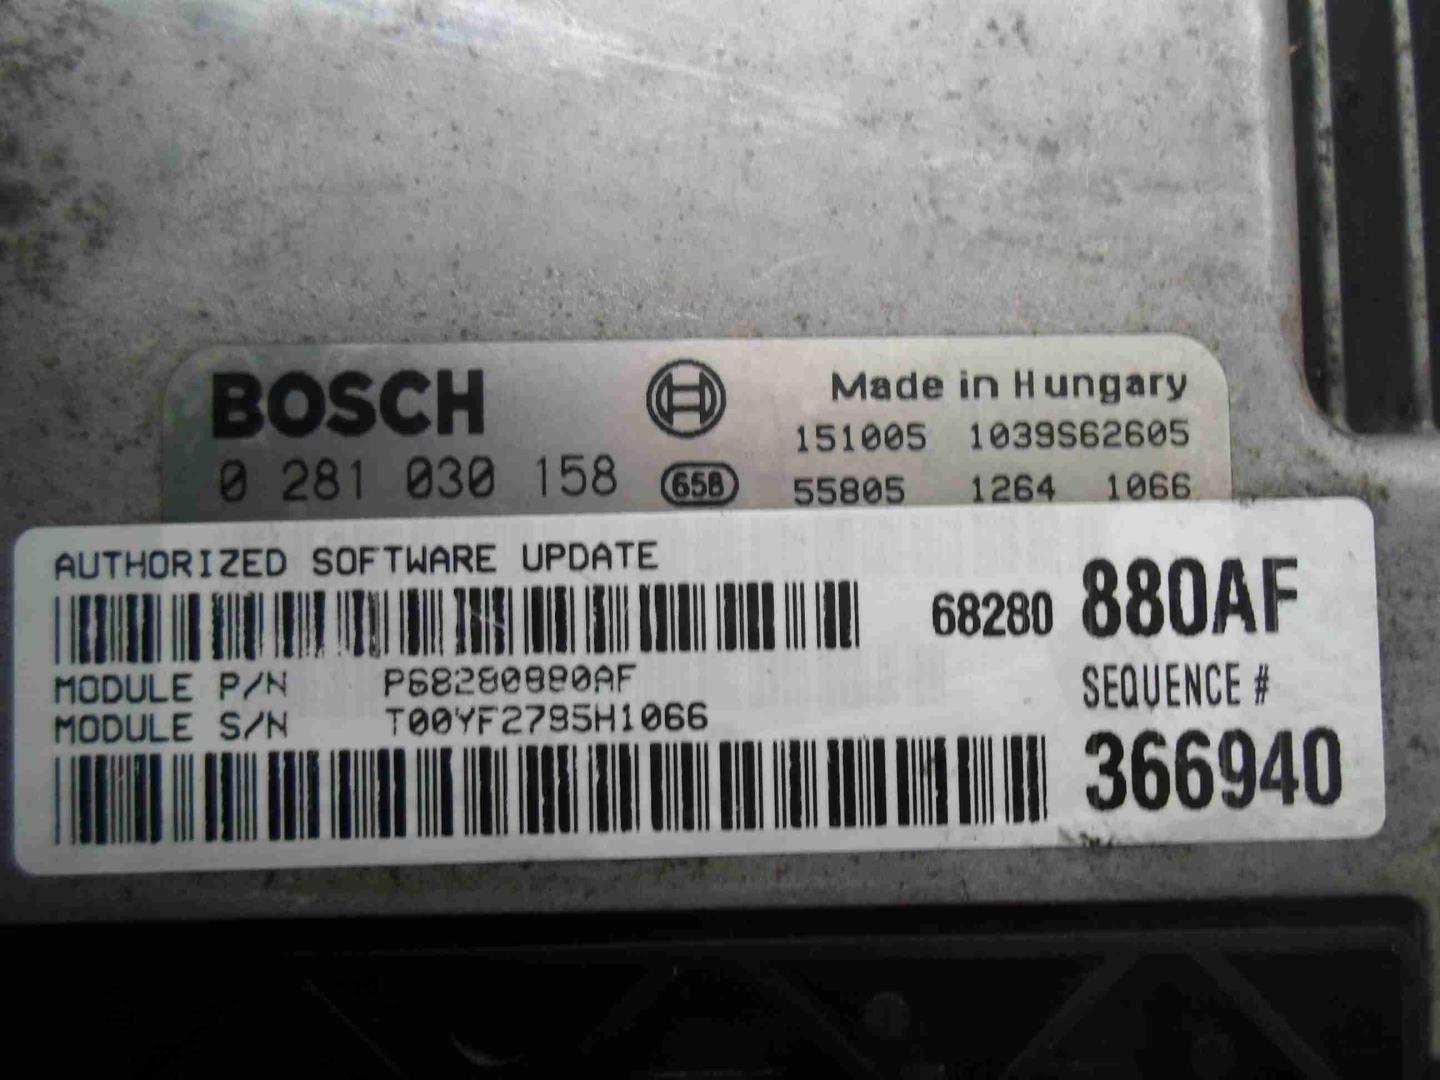 BOSCH
Made in Hungary
151005 1039S62605
0 281 030 158 658 55805 1264 1066
AUTHORIZED SOFTWARE UPDATE
68280 880AF
MODULE P/N P68280880AF
MODULE S/N T00YF2795H1066
SEQUENCE #
366940